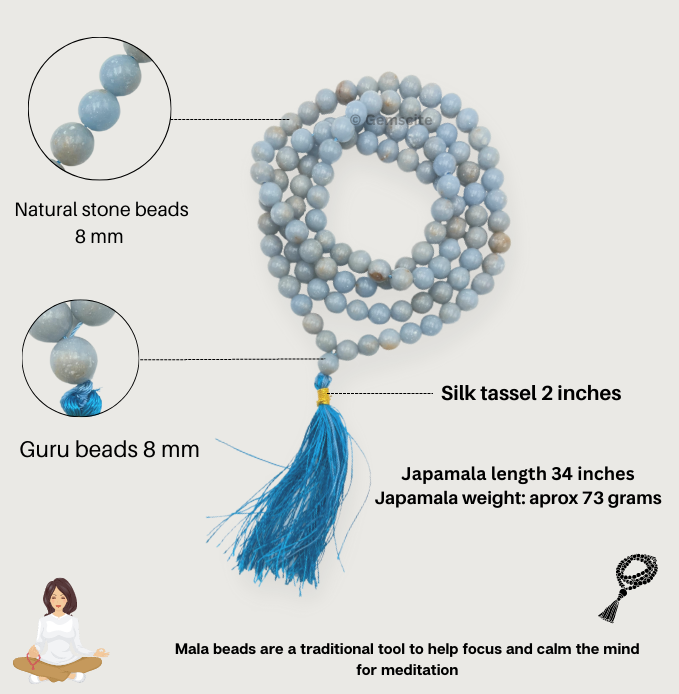 © Gemsgite
Natural stone beads
8 mm
Silk tassel 2 inches
Guru beads 8 mm
Japamala length 34 inches
Japamala weight: aprox 73 grams
Mala beads are a traditional tool to help focus and calm the mind
for meditation